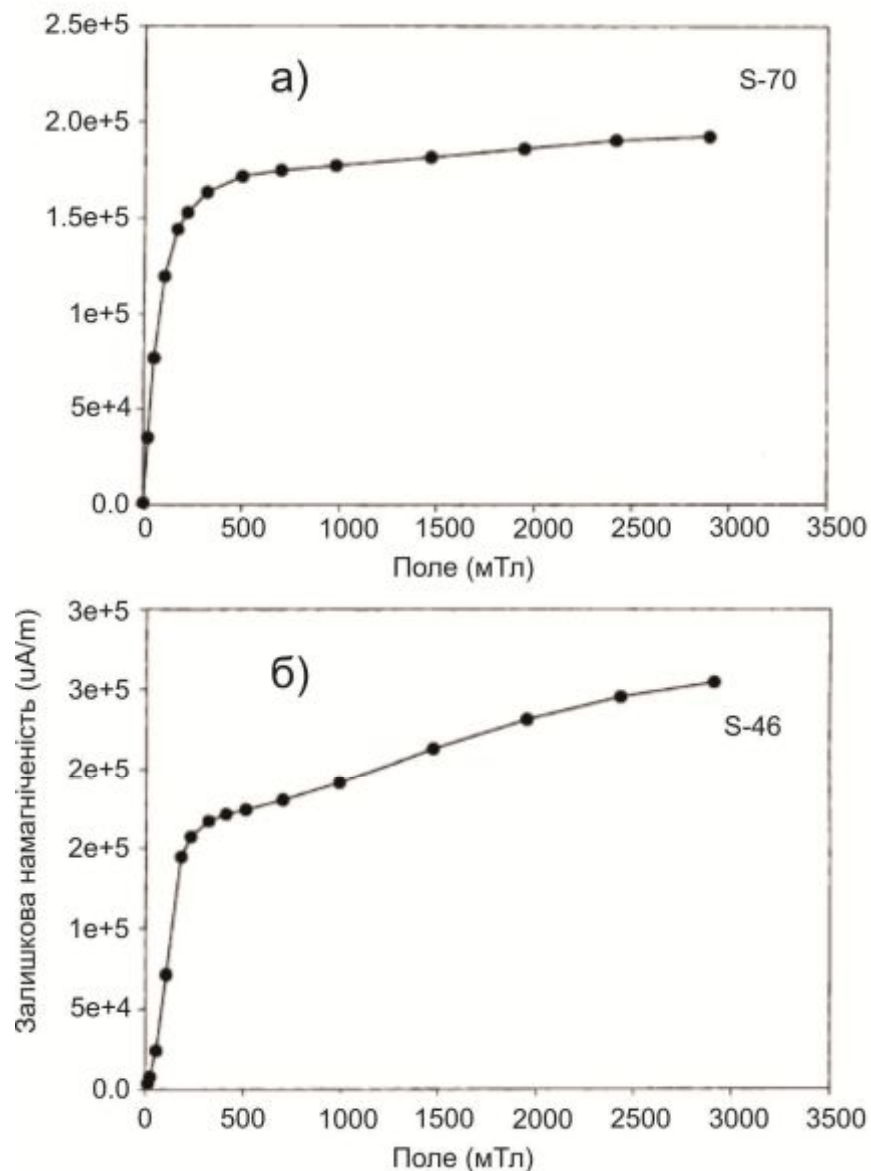 2.5e+5
а)
S-70
2.0e+5
1.5e+5
1e+5
5e+4
0.0
0 500 1000 1500 2000 2500 3000 3500
Поле (мТл)
Залишкова намагніченість (uA/m)
3e+5
б)
3e+5
S-46
2e+5
2e+5
1e+5
5e+4
0.0
0 500 1000 1500 2000 2500 3000 3500
Поле (мТл)